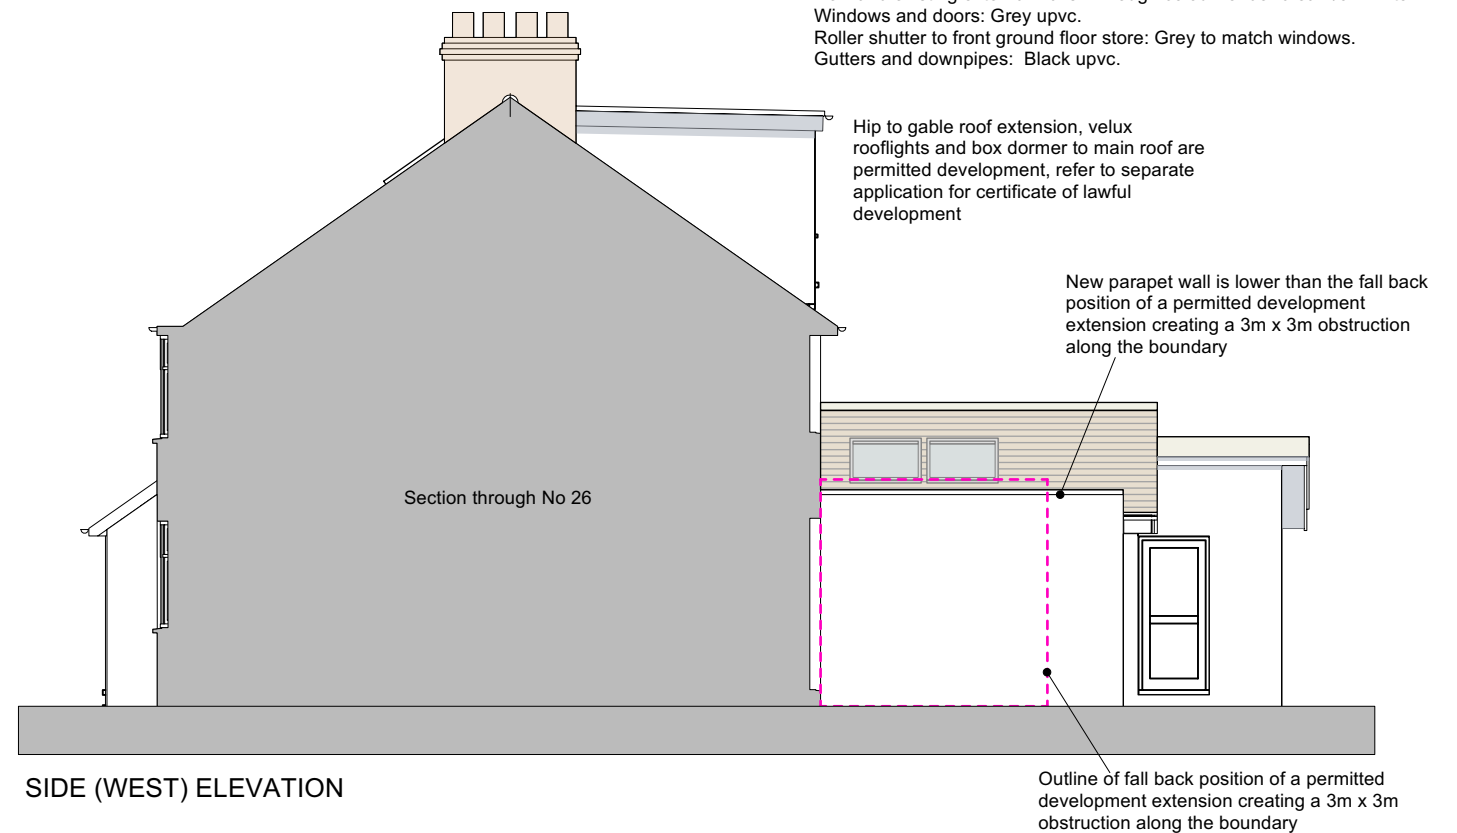 Windows and doors: Grey upvc.
Roller shutter to front ground floor store: Grey to match windows.
Gutters and downpipes:  Black upvc.
Hip to gable roof extension, velux
rooflights and box dormer to main roof are
permitted development, refer to separate
application for certificate of lawful
development
New parapet wall is lower than the fall back
position of a permitted development
extension creating a 3m x 3m obstruction
along the boundary
Section through No 26
SIDE (WEST) ELEVATION
Outline of fall back position of a permitted
development extension creating a 3m x 3m
obstruction along the boundary